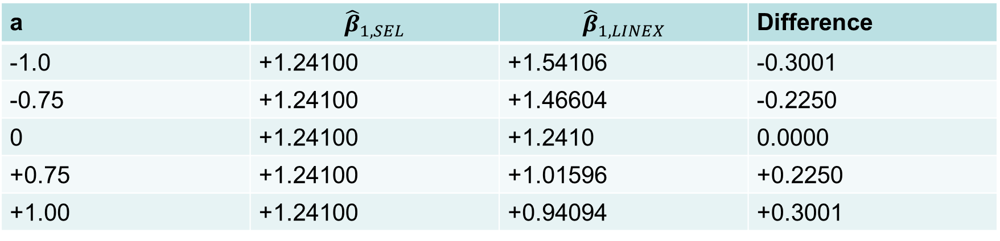 a β̂₁,SEL β̂₁,LINEX Difference
-1.0 +1.24100 +1.54106 -0.3001
-0.75 +1.24100 +1.46604 -0.2250
0 +1.24100 +1.2410 0.0000
+0.75 +1.24100 +1.01596 +0.2250
+1.00 +1.24100 +0.94094 +0.3001